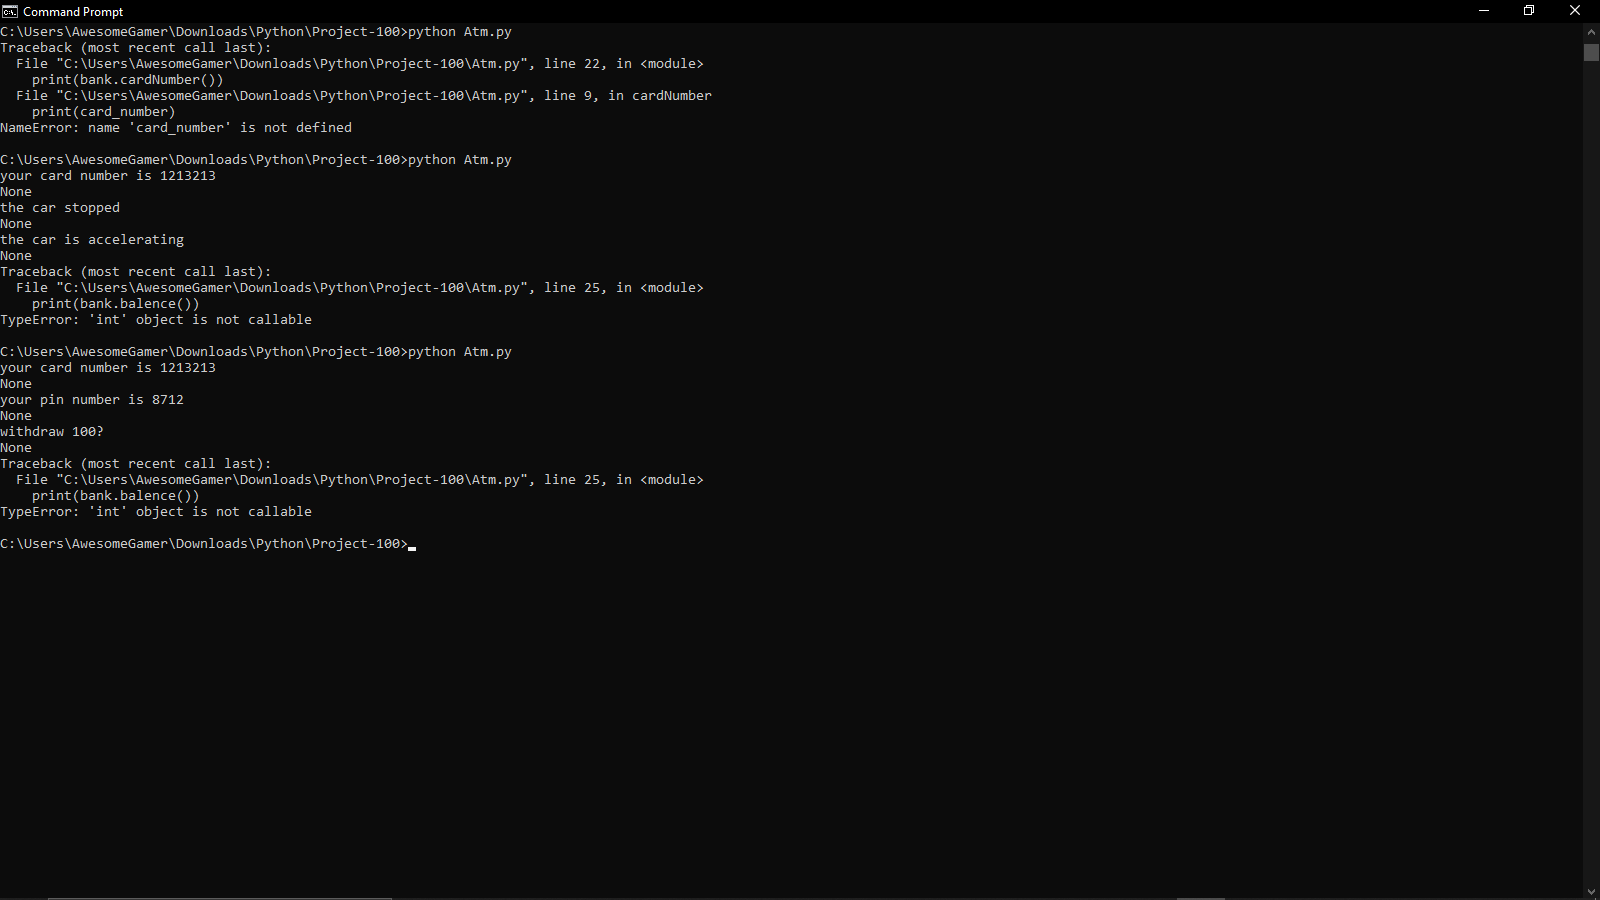 Command Prompt
C:\Users\AwesomeGamer\Downloads\Python\Project-100>python Atm.py
Traceback (most recent call last):
  File "C:\Users\AwesomeGamer\Downloads\Python\Project-100\Atm.py", line 22, in <module>
    print(bank.cardNumber())
  File "C:\Users\AwesomeGamer\Downloads\Python\Project-100\Atm.py", line 9, in cardNumber
    print(card_number)
NameError: name 'card_number' is not defined
C:\Users\AwesomeGamer\Downloads\Python\Project-100>python Atm.py
your card number is 1213213
None
the car stopped
None
the car is accelerating
None
Traceback (most recent call last):
  File "C:\Users\AwesomeGamer\Downloads\Python\Project-100\Atm.py", line 25, in <module>
    print(bank.balence())
TypeError: 'int' object is not callable
C:\Users\AwesomeGamer\Downloads\Python\Project-100>python Atm.py
your card number is 1213213
None
your pin number is 8712
None
withdraw 100?
None
Traceback (most recent call last):
  File "C:\Users\AwesomeGamer\Downloads\Python\Project-100\Atm.py", line 25, in <module>
    print(bank.balence())
TypeError: 'int' object is not callable
C:\Users\AwesomeGamer\Downloads\Python\Project-100>